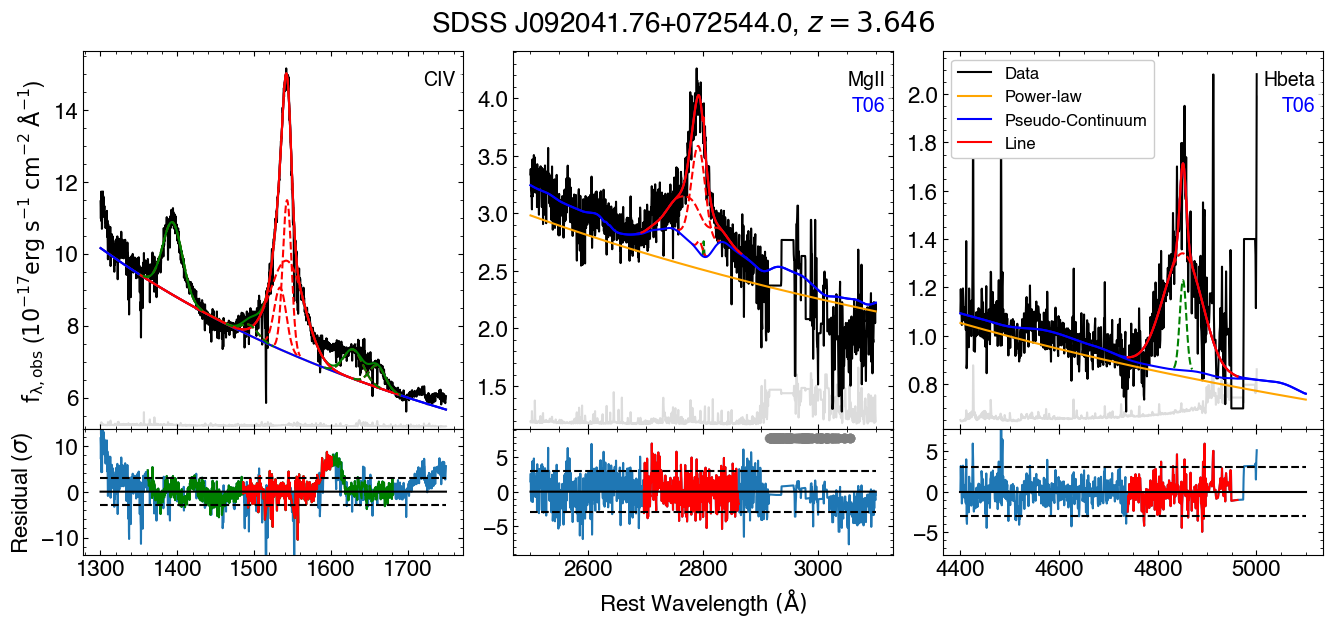 SDSS J092041.76+072544.0, z = 3.646
f_λ,obs (10⁻¹⁷erg s⁻¹ cm⁻² Å⁻¹)
14
12
10
8
6
CIV
4.0
3.5
3.0
2.5
2.0
1.5
MgII
T06
2.0
1.8
1.6
1.4
1.2
1.0
0.8
Data
Power-law
Pseudo-Continuum
Line
Hbeta
T06
Residual (σ)
10
0
−10
5
0
−5
5
0
−5
1300 1400 1500 1600 1700
2600 2800 3000
4400 4600 4800 5000
Rest Wavelength (Å)